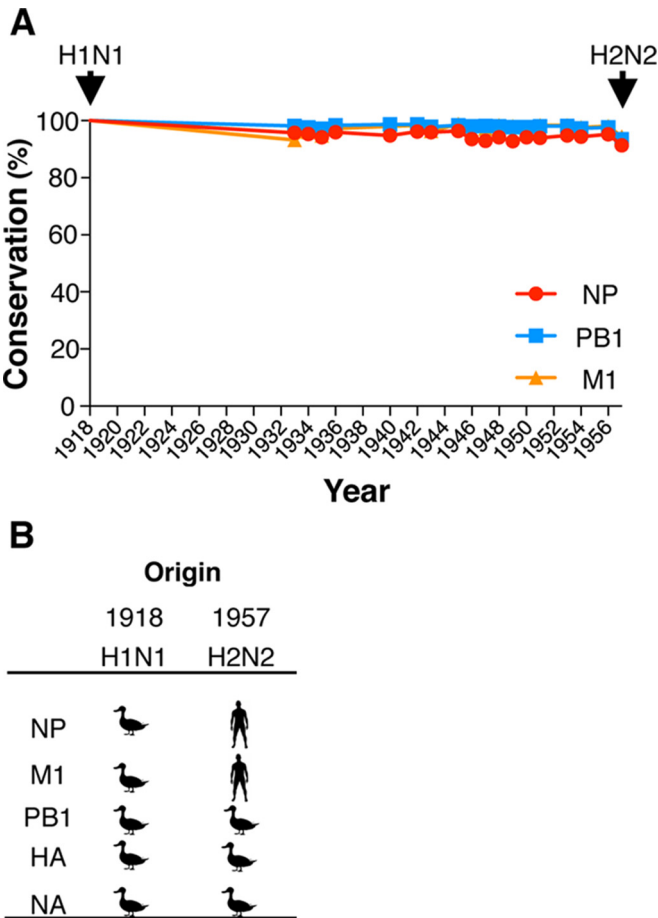 A
H1N1
H2N2
Conservation (%)
100
80
60
40
20
0
NP
PB1
M1
1918
1920
1922
1924
1926
1928
1930
1932
1934
1936
1938
1940
1942
1944
1946
1948
1950
1952
1954
1956
Year
B
Origin
1918 1957
H1N1 H2N2
NP
M1
PB1
HA
NA